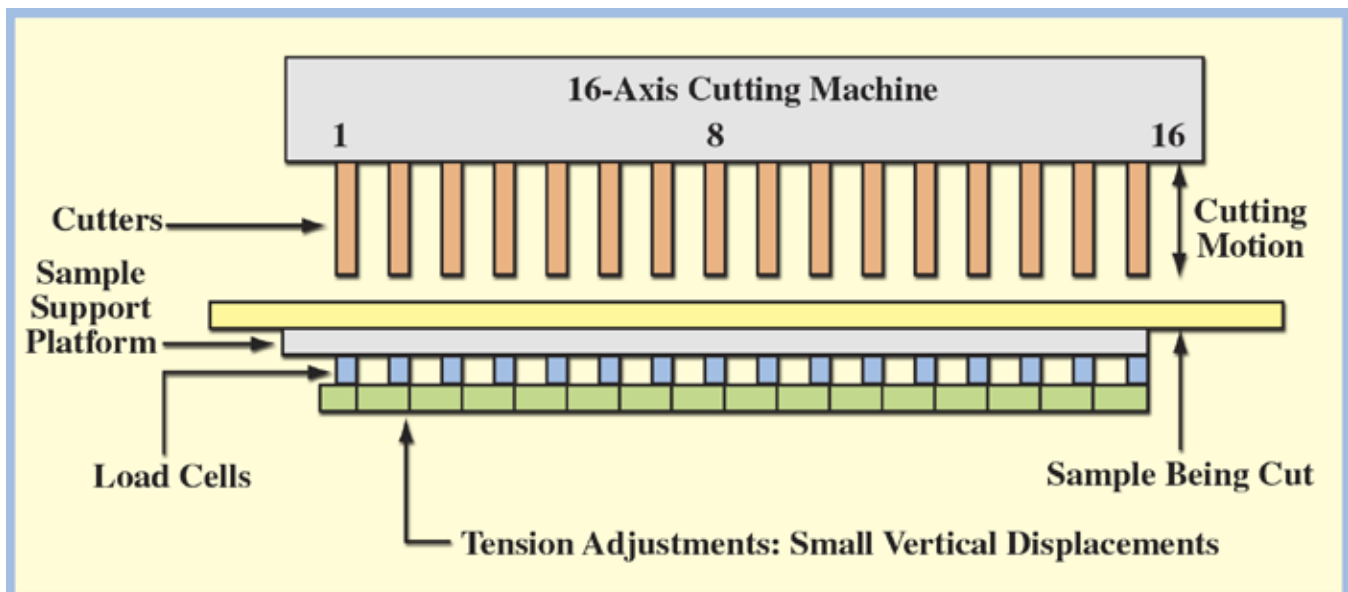 16-Axis Cutting Machine
1 8 16
Cutters
Cutting
Motion
Sample
Support
Platform
Load Cells
Sample Being Cut
Tension Adjustments: Small Vertical Displacements